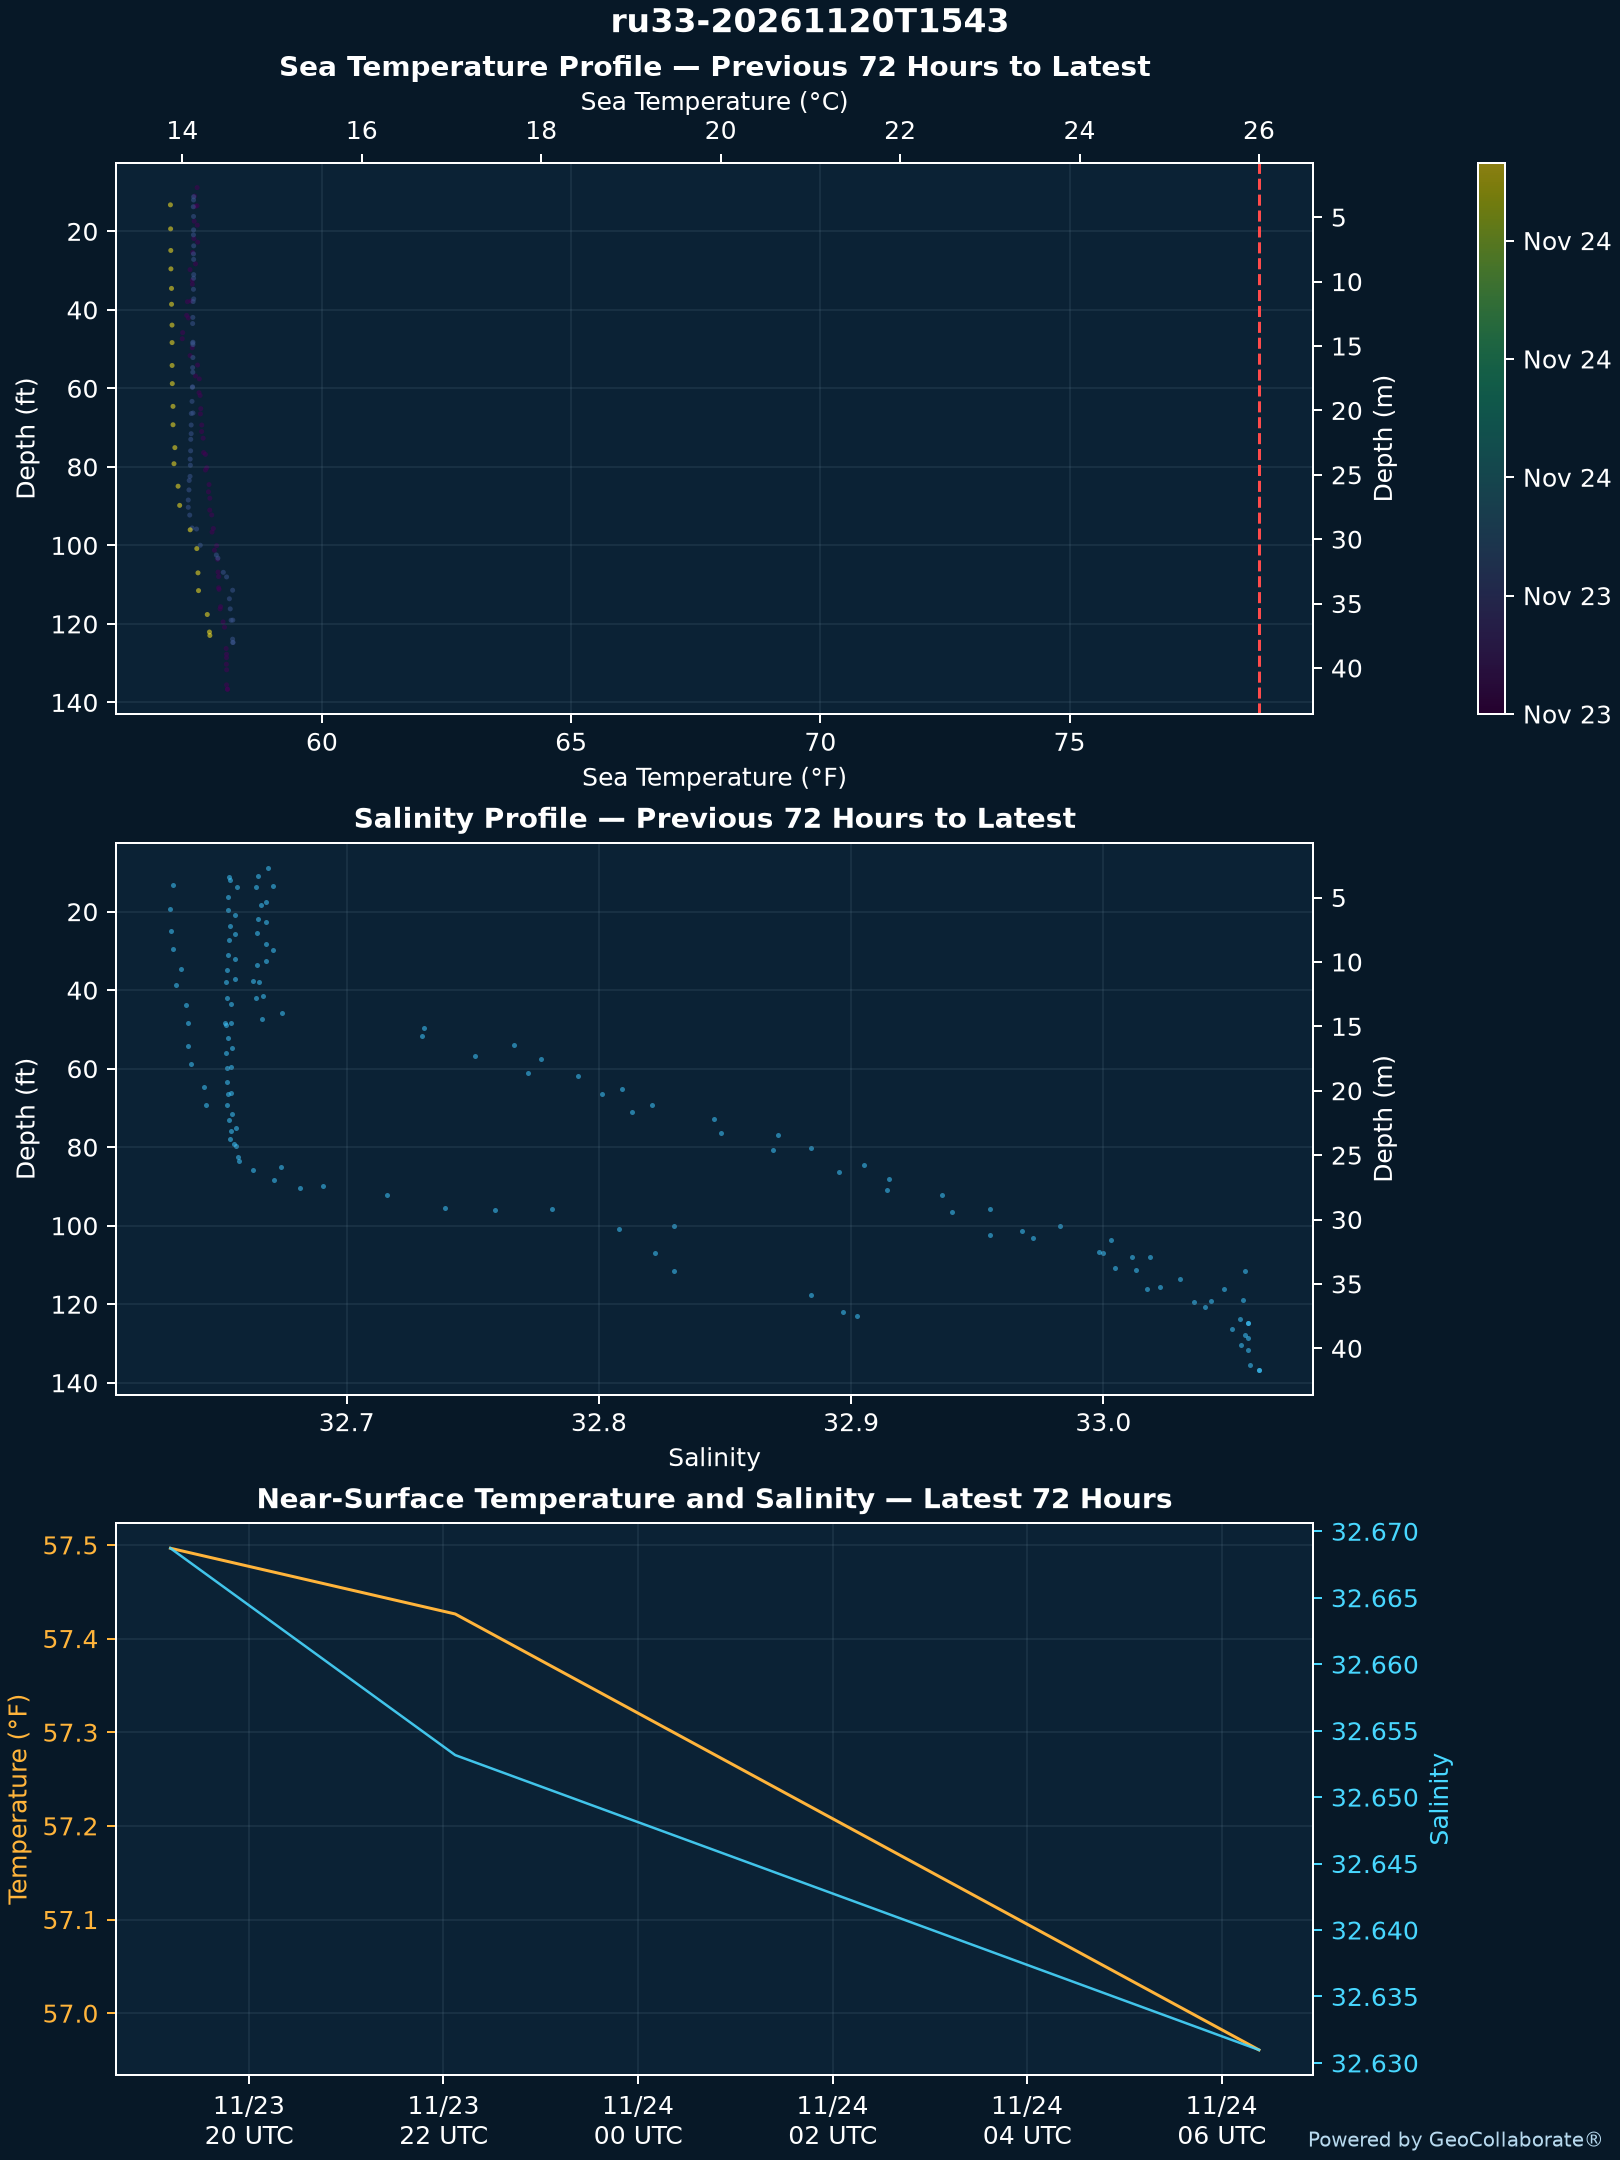 ru33-20261120T1543
Sea Temperature Profile — Previous 72 Hours to Latest
Sea Temperature (°C)
14 16 18 20 22 24 26
Depth (ft)
20
40
60
80
100
120
140
5
10
15
20
25
30
35
40
Depth (m)
Nov 24
Nov 24
Nov 24
Nov 23
Nov 23
60 65 70 75
Sea Temperature (°F)
Salinity Profile — Previous 72 Hours to Latest
Depth (ft)
20
40
60
80
100
120
140
5
10
15
20
25
30
35
40
Depth (m)
32.7 32.8 32.9 33.0
Salinity
Near-Surface Temperature and Salinity — Latest 72 Hours
Temperature (°F)
57.5
57.4
57.3
57.2
57.1
57.0
32.670
32.665
32.660
32.655
32.650
32.645
32.640
32.635
32.630
Salinity
11/23 11/23 11/24 11/24 11/24 11/24
20 UTC 22 UTC 00 UTC 02 UTC 04 UTC 06 UTC
Powered by GeoCollaborate®